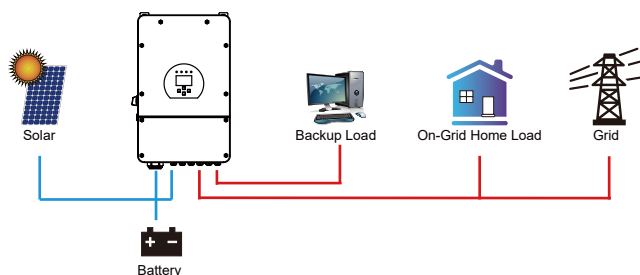 Solar
Backup Load
On-Grid Home Load
Grid
Battery